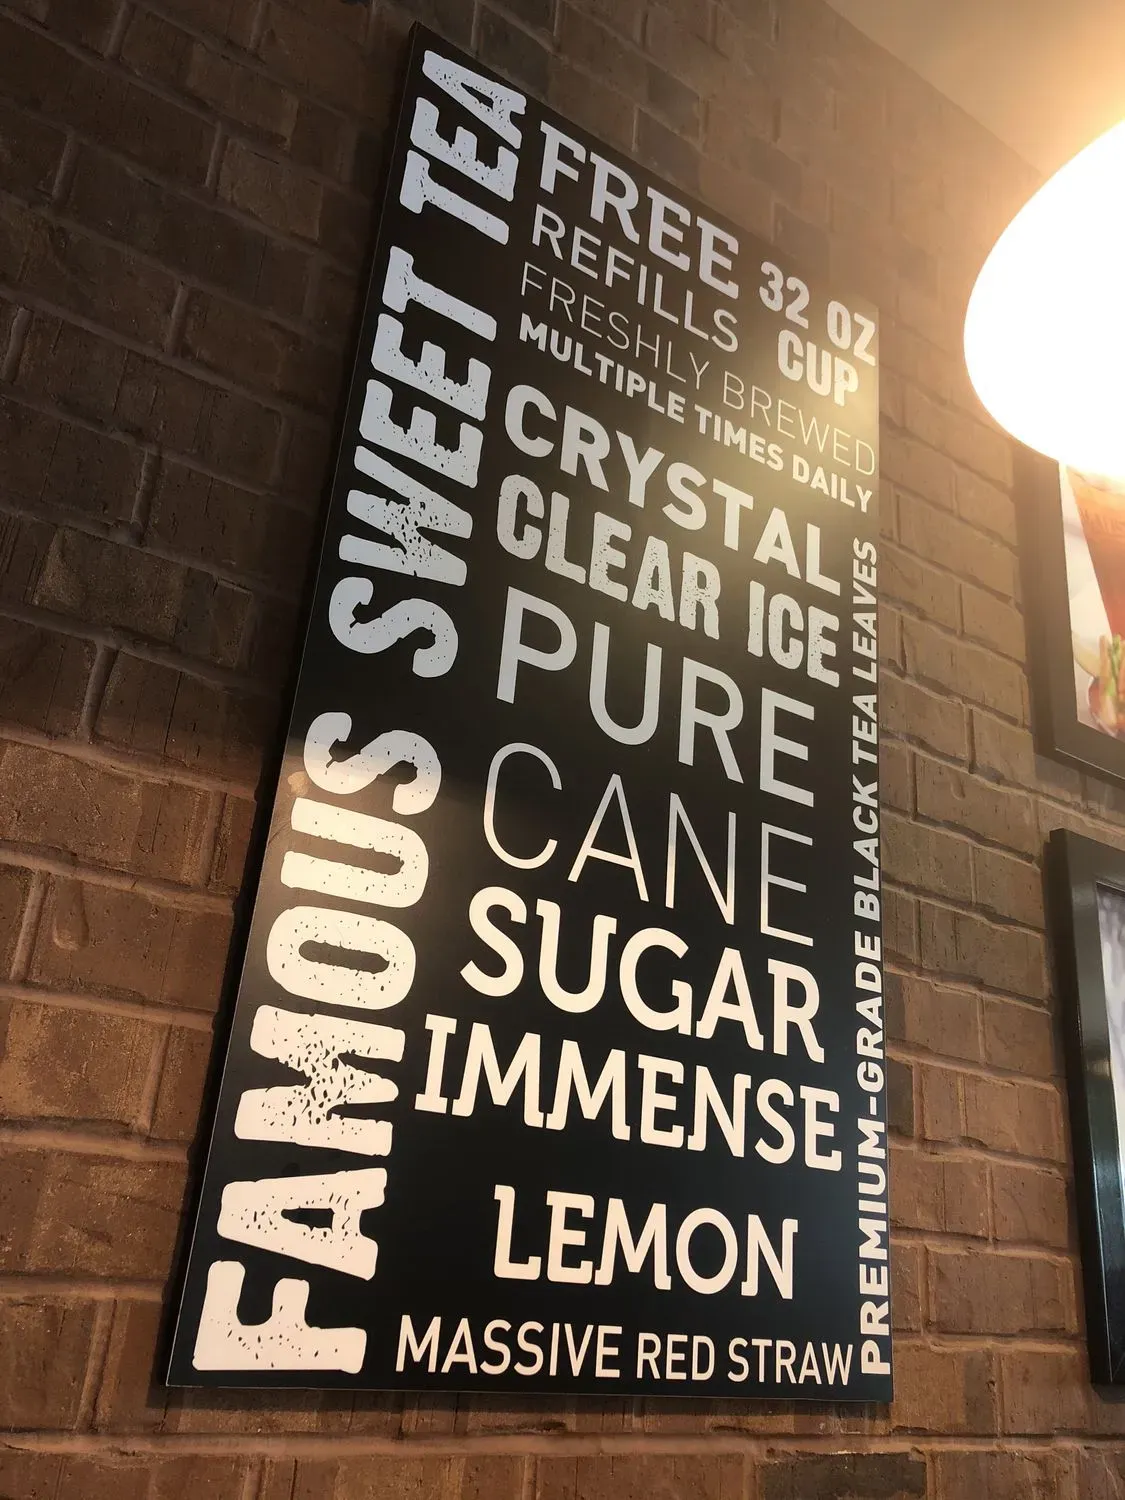 FAMOUS SWEET TEA
FREE
REFILLS
32 OZ
CUP
FRESHLY BREWED
MULTIPLE TIMES DAILY
CRYSTAL
CLEAR ICE
PURE
CANE
SUGAR
IMMENSE
LEMON
MASSIVE RED STRAW
PREMIUM-GRADE BLACK TEA LEAVES